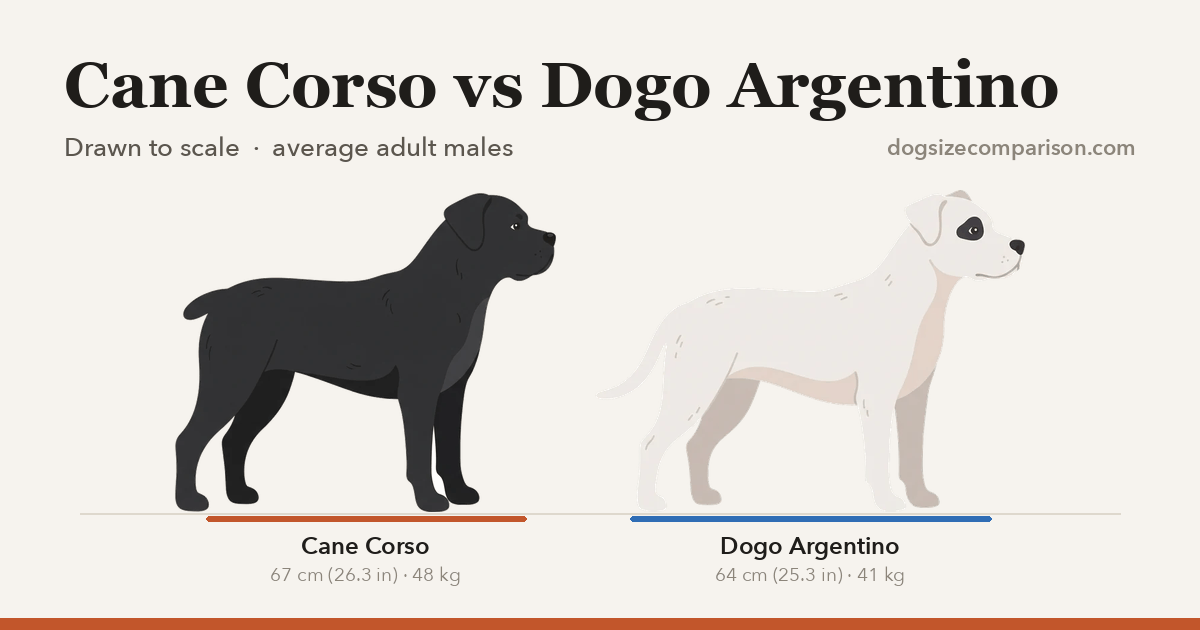 Cane Corso vs Dogo Argentino
Drawn to scale · average adult males
dogsizecomparison.com
Cane Corso
67 cm (26.3 in) · 48 kg
Dogo Argentino
64 cm (25.3 in) · 41 kg